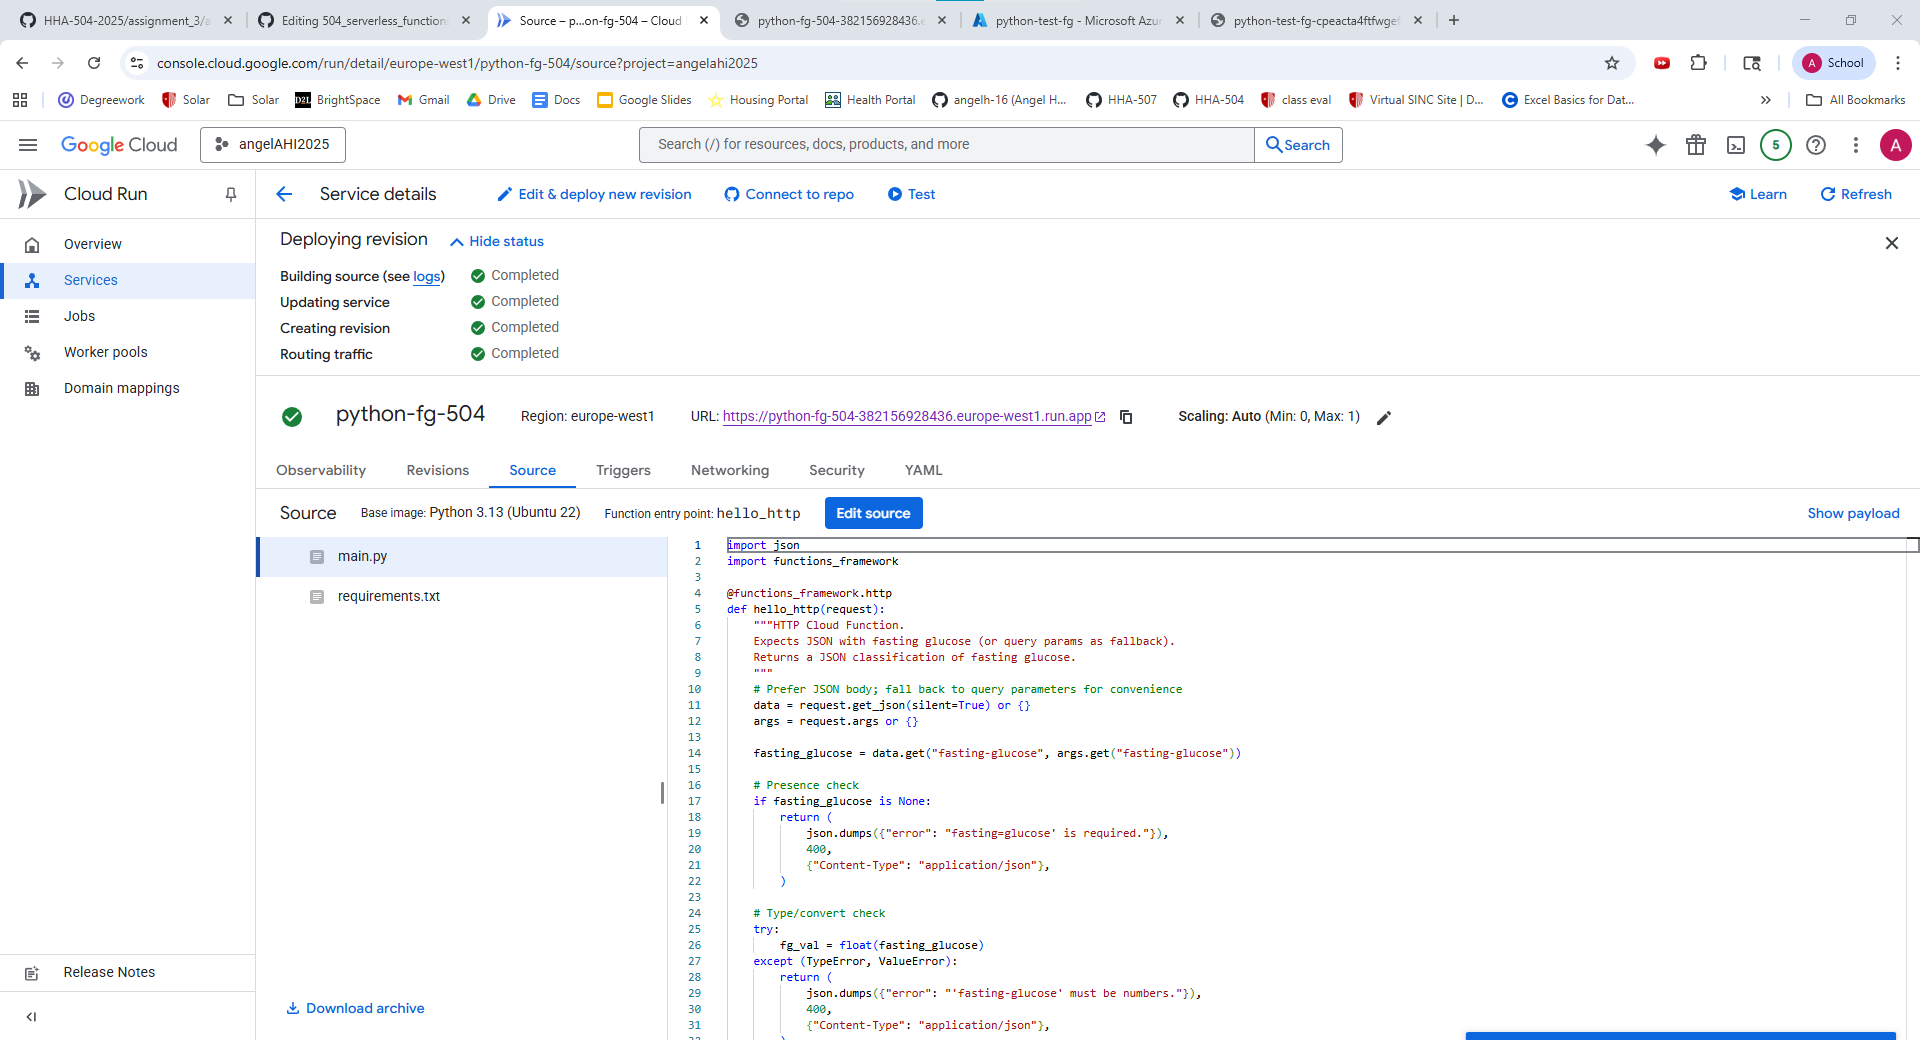 HHA-504-2025/assignment_3/a
Editing 504_serverless_function
Source – p...on-fg-504 – Cloud
python-fg-504-382156928436.e
python-test-fg - Microsoft Azur
python-test-fg-cpeacta4ftfwgef
console.cloud.google.com/run/detail/europe-west1/python-fg-504/source?project=angelahi2025
A School
Degreework
Solar
Solar
D2L BrightSpace
Gmail
Drive
Docs
Google Slides
Housing Portal
Health Portal
angelh-16 (Angel H...
HHA-507
HHA-504
class eval
Virtual SINC Site | D...
Excel Basics for Dat...
All Bookmarks
Google Cloud
angelAHI2025
Search (/) for resources, docs, products, and more
Search
5
A
Cloud Run
Service details
Edit & deploy new revision
Connect to repo
Test
Learn
Refresh
Overview
Services
Jobs
Worker pools
Domain mappings
Release Notes
Deploying revision
Hide status
Building source (see logs) Completed
Updating service Completed
Creating revision Completed
Routing traffic Completed
python-fg-504
Region: europe-west1
URL: https://python-fg-504-382156928436.europe-west1.run.app
Scaling: Auto (Min: 0, Max: 1)
Observability
Revisions
Source
Triggers
Networking
Security
YAML
Source
Base image: Python 3.13 (Ubuntu 22)
Function entry point: hello_http
Edit source
Show payload
main.py
requirements.txt
Download archive
1 import json
2 import functions_framework
3
4 @functions_framework.http
5 def hello_http(request):
6 """HTTP Cloud Function.
7 Expects JSON with fasting glucose (or query params as fallback).
8 Returns a JSON classification of fasting glucose.
9 """
10 # Prefer JSON body; fall back to query parameters for convenience
11 data = request.get_json(silent=True) or {}
12 args = request.args or {}
13
14 fasting_glucose = data.get("fasting-glucose", args.get("fasting-glucose"))
15
16 # Presence check
17 if fasting_glucose is None:
18 return (
19 json.dumps({"error": "fasting=glucose' is required."}),
20 400,
21 {"Content-Type": "application/json"},
22 )
23
24 # Type/convert check
25 try:
26 fg_val = float(fasting_glucose)
27 except (TypeError, ValueError):
28 return (
29 json.dumps({"error": "'fasting-glucose' must be numbers."}),
30 400,
31 {"Content-Type": "application/json"},